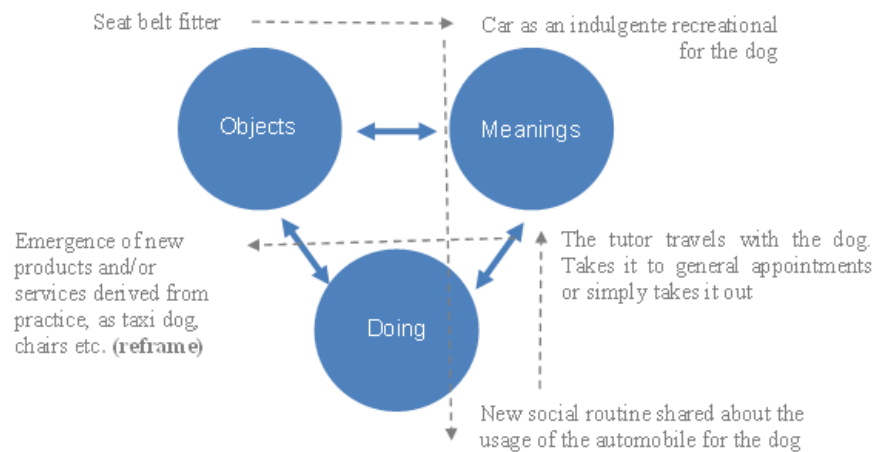 Seat belt fitter
Car as an indulgente recreational
for the dog
Objects
Meanings
Emergence of new
products and/or
services derived from
practice, as taxi dog,
chairs etc. (reframe)
The tutor travels with the dog.
Takes it to general appointments
or simply takes it out
Doing
New social routine shared about the
usage of the automobile for the dog